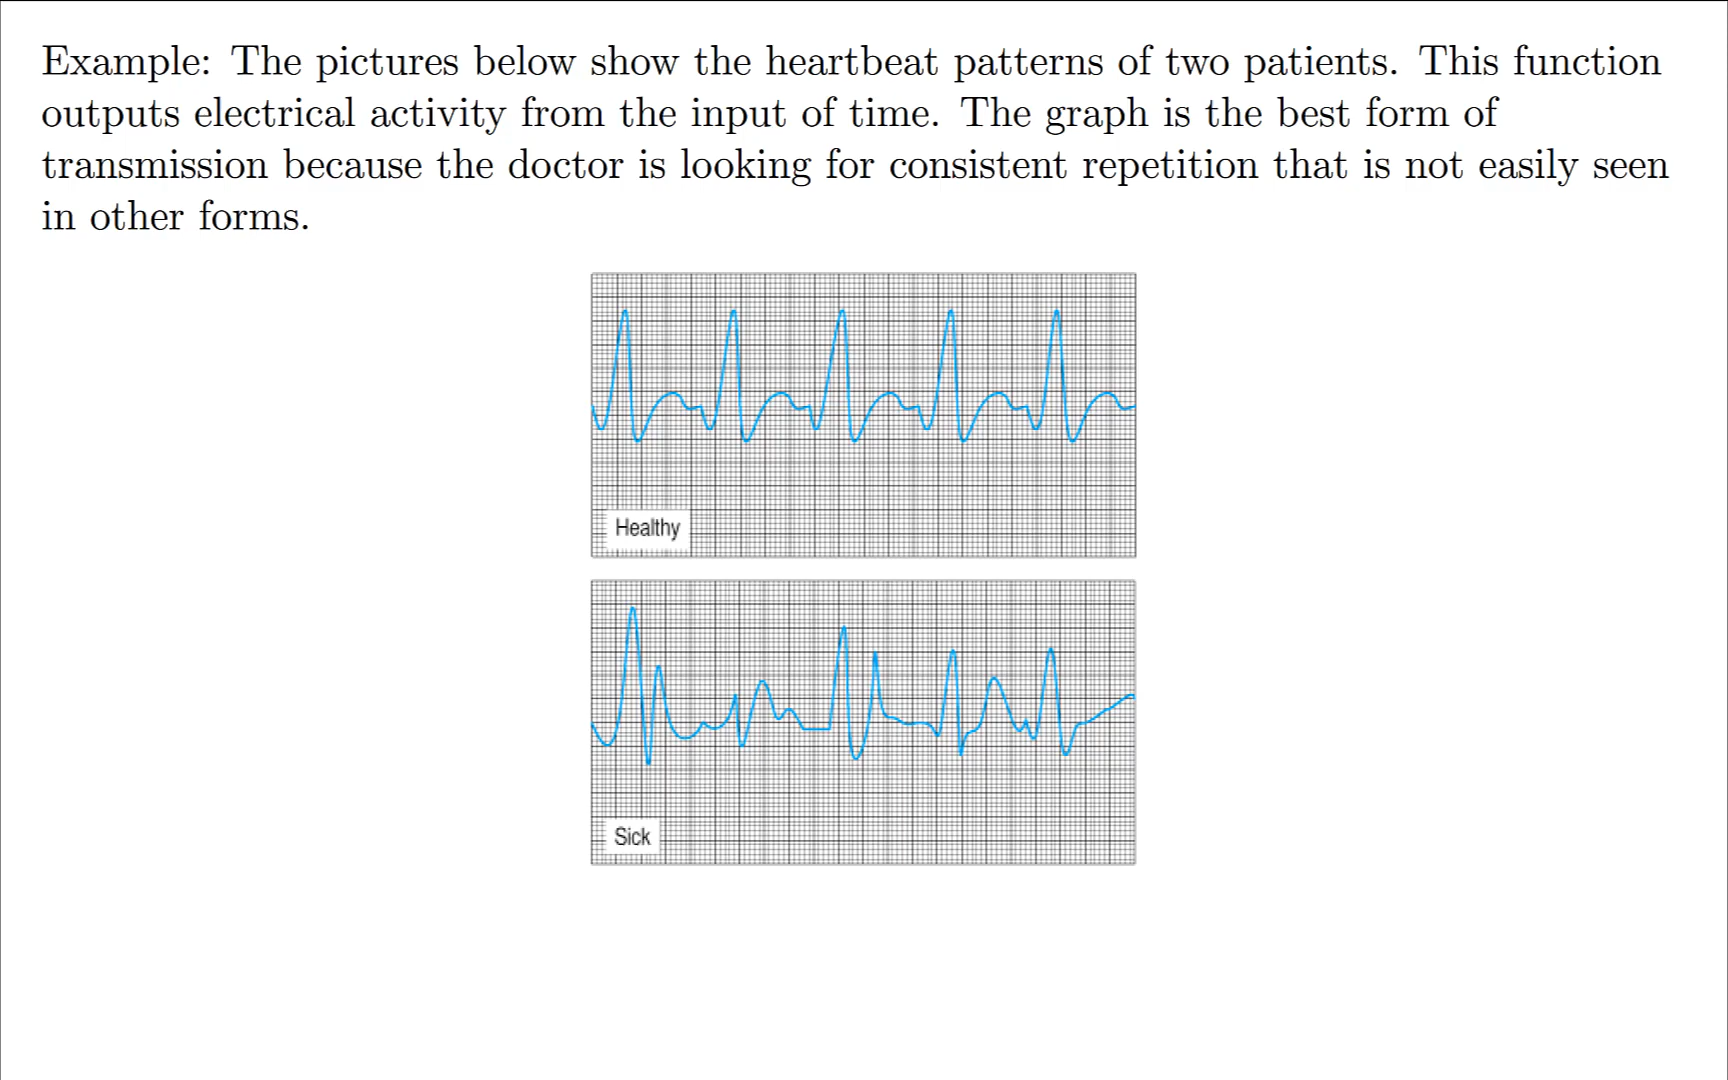 Example: The pictures below show the heartbeat patterns of two patients. This function
outputs electrical activity from the input of time. The graph is the best form of
transmission because the doctor is looking for consistent repetition that is not easily seen
in other forms.
Healthy
Sick